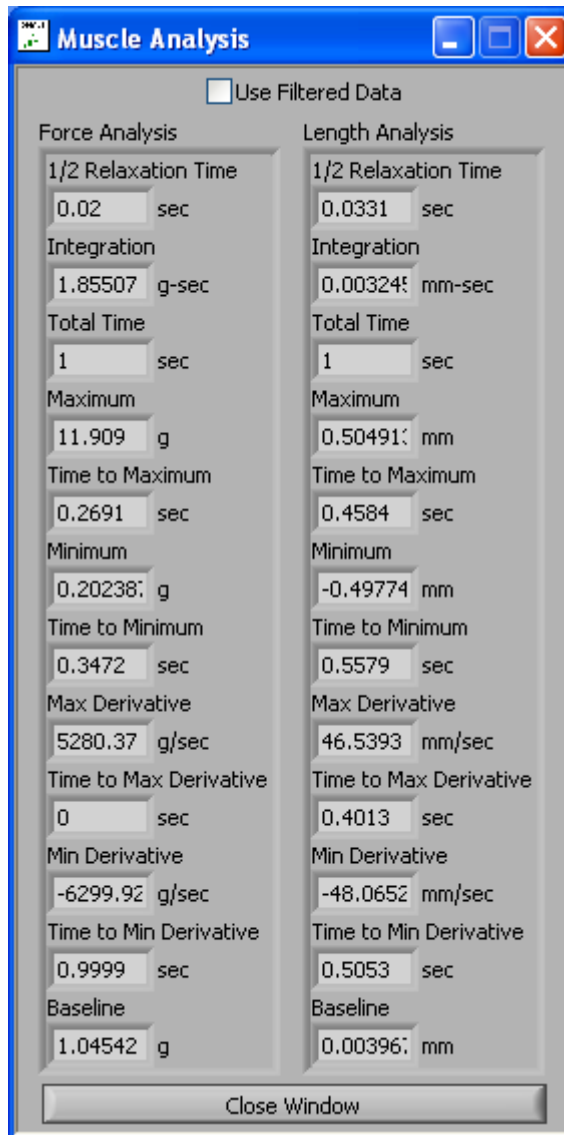 Muscle Analysis
Use Filtered Data
Force Analysis
1/2 Relaxation Time
0.02 sec
Integration
1.85507 g-sec
Total Time
1 sec
Maximum
11.909 g
Time to Maximum
0.2691 sec
Minimum
0.202387 g
Time to Minimum
0.3472 sec
Max Derivative
5280.37 g/sec
Time to Max Derivative
0 sec
Min Derivative
-6299.92 g/sec
Time to Min Derivative
0.9999 sec
Baseline
1.04542 g
Length Analysis
1/2 Relaxation Time
0.0331 sec
Integration
mm-sec
Total Time
1 sec
Maximum
mm
Time to Maximum
0.4584 sec
Minimum
-0.49774 mm
Time to Minimum
0.5579 sec
Max Derivative
46.5393 mm/sec
Time to Max Derivative
0.4013 sec
Min Derivative
-48.0652 mm/sec
Time to Min Derivative
0.5053 sec
Baseline
mm
Close Window